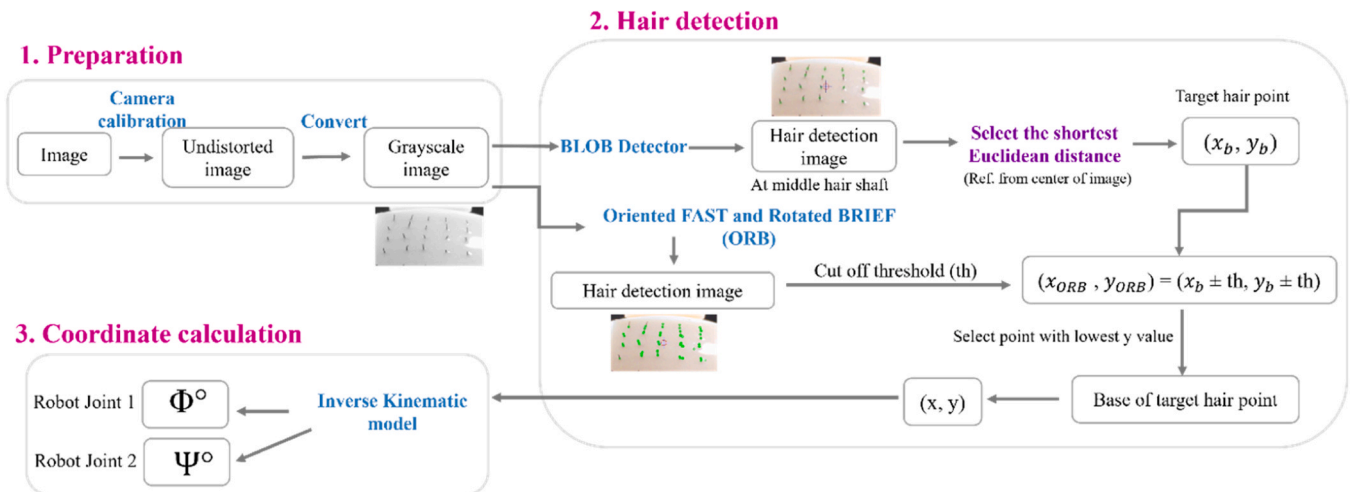 1. Preparation
Camera
calibration
Convert
Image
Undistorted
image
Grayscale
image
2. Hair detection
BLOB Detector
Hair detection
image
At middle hair shaft
Select the shortest
Euclidean distance
(Ref. from center of image)
Target hair point
(x_b, y_b)
Oriented FAST and Rotated BRIEF
(ORB)
Hair detection image
Cut off threshold (th)
(x_ORB , y_ORB) = (x_b ± th, y_b ± th)
Select point with lowest y value
Base of target hair point
(x, y)
3. Coordinate calculation
Robot Joint 1
Φ°
Robot Joint 2
Ψ°
Inverse Kinematic
model